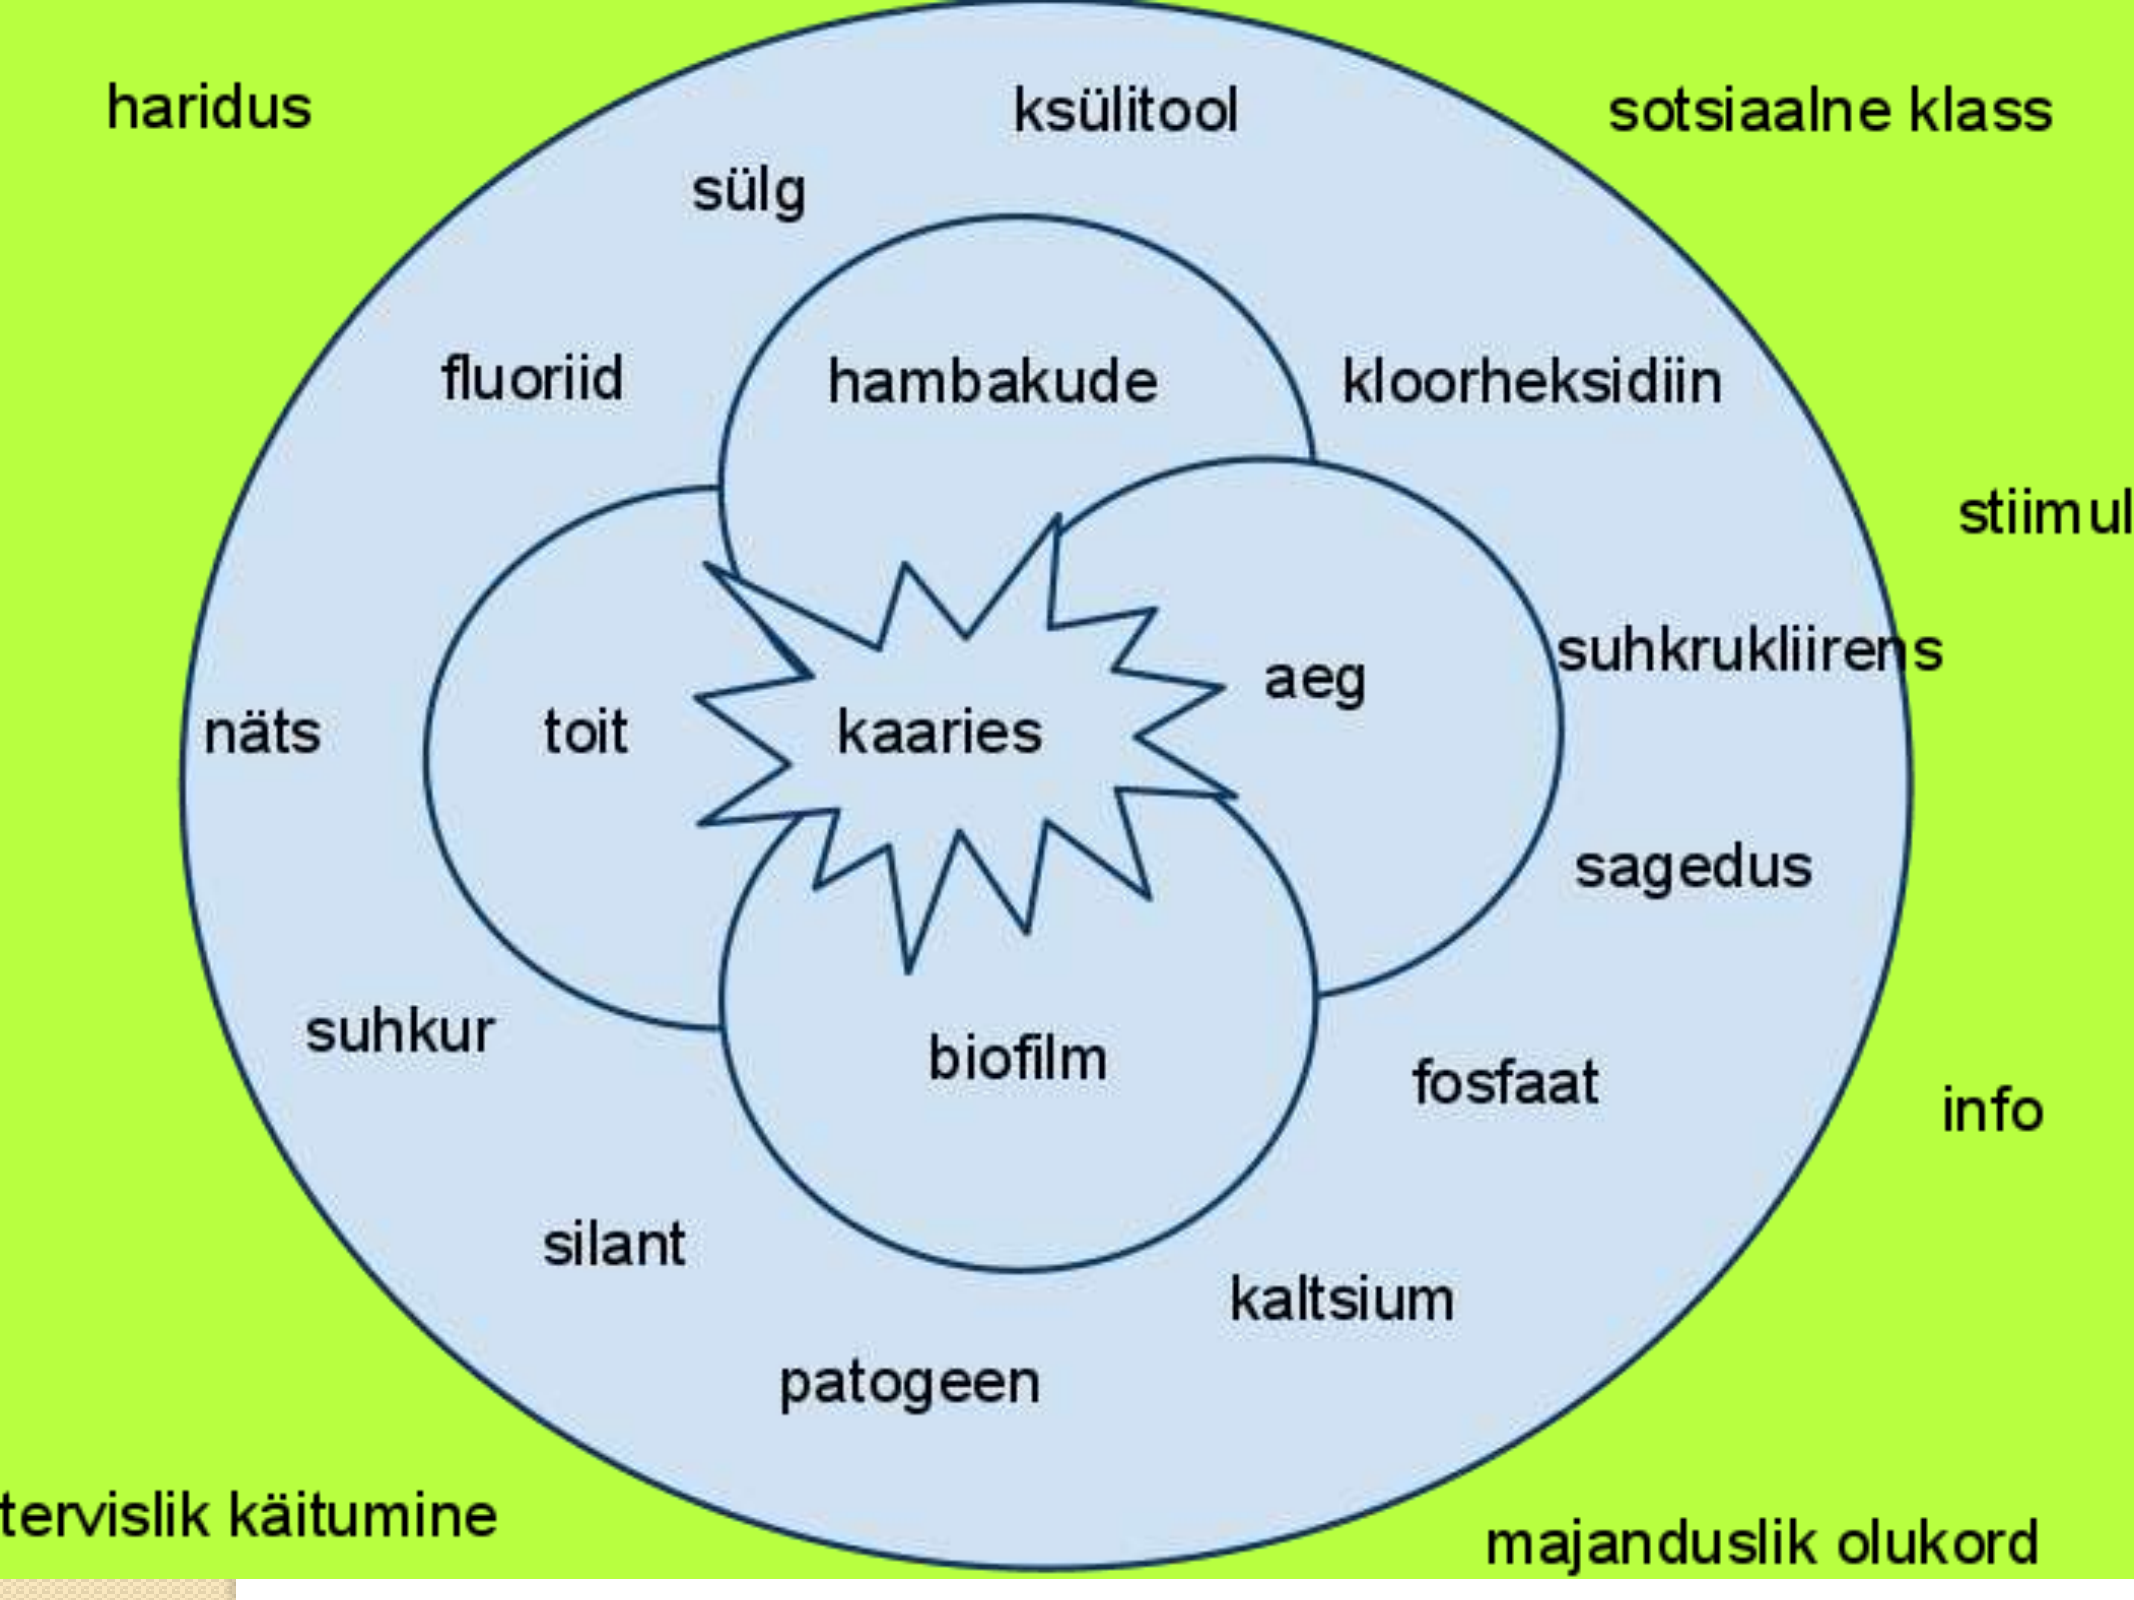 haridus
ksülitool
sotsiaalne klass
sülg
fluoriid
hambakude
kloorheksidiin
stiimul
suhkrukliirens
aeg
näts
toit
kaaries
sagedus
suhkur
biofilm
fosfaat
info
silant
kaltsium
patogeen
tervislik käitumine
majanduslik olukord